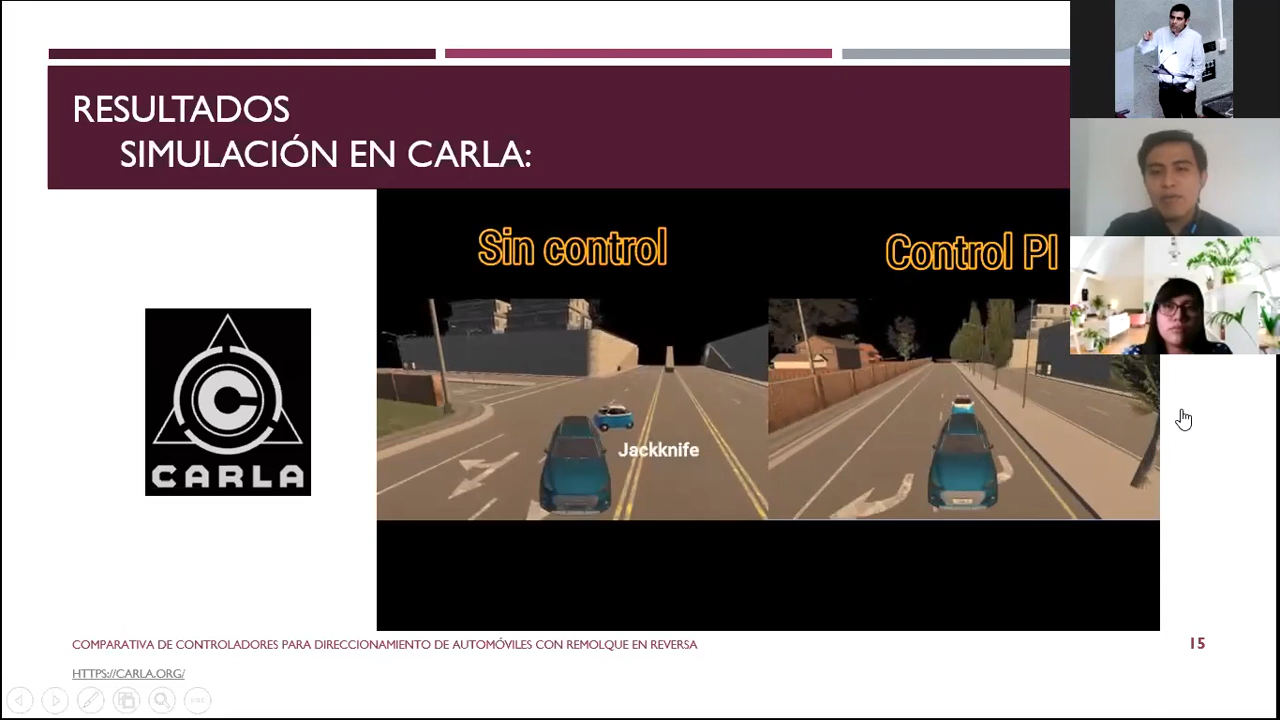 RESULTADOS
SIMULACIÓN EN CARLA:
Sin control
Control PI
Jackknife
CARLA
COMPARATIVA DE CONTROLADORES PARA DIRECCIONAMIENTO DE AUTOMÓVILES CON REMOLQUE EN REVERSA
15
HTTPS://CARLA.ORG/